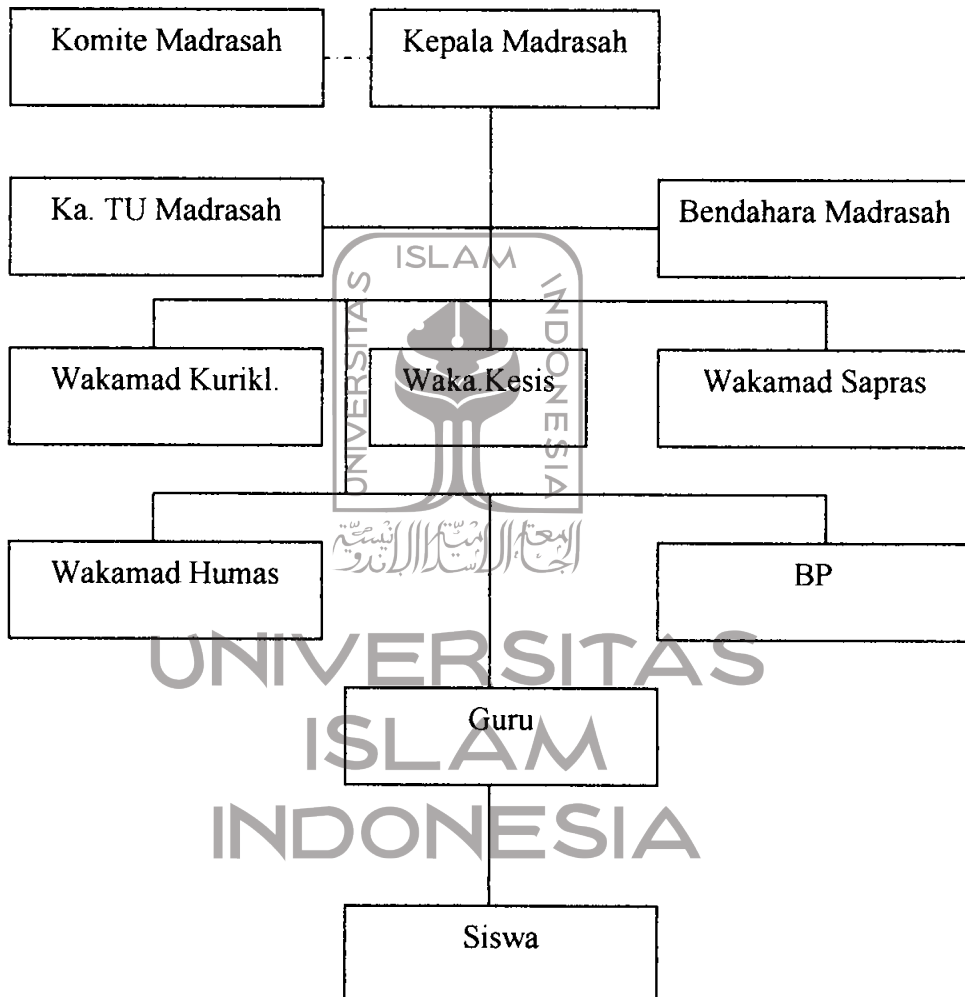 Komite Madrasah
Kepala Madrasah
Ka. TU Madrasah
Bendahara Madrasah
UNIVERSITAS
ISLAM
INDONESIA
Wakamad Kurikl.
Waka.Kesis
Wakamad Sapras
Wakamad Humas
BP
UNIVERSITAS
ISLAM
INDONESIA
Guru
Siswa